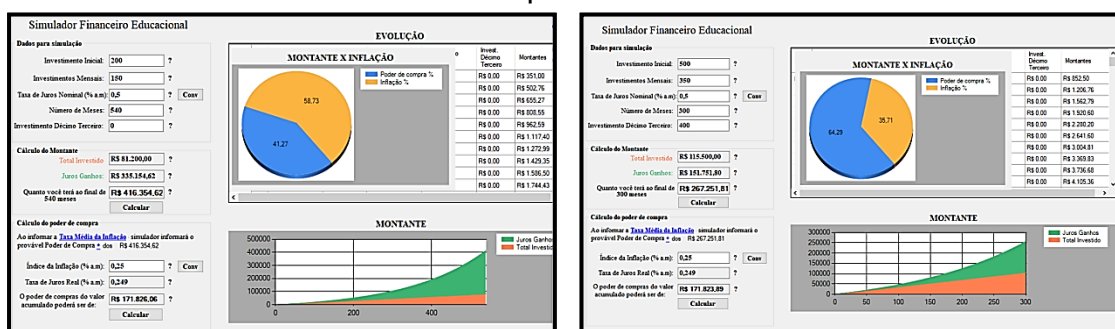 Simulador Financeiro Educacional
Dados para simulação
Investimento Inicial: 200 ?
Investimentos Mensais: 150 ?
Taxa de Juros Nominal (% a.m): 0,5 ? Conv
Número de Meses: 540 ?
Investimento Décino Terceiro: 0 ?
Cálculo do Montante
Total Investido R$ 81.200,00 ?
Juros Ganhos: R$ 335.154,62 ?
Quanto você terá ao final de
540 meses
R$ 416.354,62 ?
Calcular
Cálculo do poder de compra
Ao informar a Taxa Média da Inflação simulador informará o
provável Poder de Compra * dos R$ 416.354,62
Índice da Inflação (% a.m): 0,25 ? Conv
Taxa de Juros Real (% a.m): 0,249 ?
O poder de compras do valor
acumulado poderá ser de:
R$ 171.826,06 ?
Calcular
EVOLUÇÃO
MONTANTE X INFLAÇÃO
Poder de compra %
Inflação %
58,73
41,27
o
Invest.
Décimo
Terceiro
Montantes
R$ 0,00 R$ 351,00
R$ 0,00 R$ 502,76
R$ 0,00 R$ 655,27
R$ 0,00 R$ 808,55
R$ 0,00 R$ 962,59
R$ 0,00 R$ 1.117,40
R$ 0,00 R$ 1.272,99
R$ 0,00 R$ 1.429,35
R$ 0,00 R$ 1.586,50
R$ 0,00 R$ 1.744,43
MONTANTE
500000
400000
300000
200000
100000
0
0 200 400
Juros Ganhos
Total Investido
Simulador Financeiro Educacional
Dados para simulação
Investimento Inicial: 500 ?
Investimentos Mensais: 350 ?
Taxa de Juros Nominal (% a.m): 0,5 ? Conv
Número de Meses: 300 ?
Investimento Décimo Terceiro: 400 ?
Cálculo do Montante
Total Investido R$ 115.500,00 ?
Juros Ganhos: R$ 151.751,80 ?
Quanto você terá ao final de
300 meses
R$ 267.251,81 ?
Calcular
Cálculo do poder de compra
Ao informar a Taxa Média da Inflação simulador informará o
provável Poder de Compra * dos R$ 267.251,81
Índice da Inflação (% a.m): 0,25 ? Conv
Taxa de Juros Real (% a.m): 0,249 ?
O poder de compras do valor
acumulado poderá ser de:
R$ 171.823,89 ?
Calcular
EVOLUÇÃO
MONTANTE X INFLAÇÃO
Poder de compra %
Inflação %
35,71
64,29
Invest.
Décimo
Terceiro
Montantes
R$ 0,00 R$ 852,50
R$ 0,00 R$ 1.206,76
R$ 0,00 R$ 1.562,79
R$ 0,00 R$ 1.920,60
R$ 0,00 R$ 2.280,20
R$ 0,00 R$ 2.641,60
R$ 0,00 R$ 3.004,81
R$ 0,00 R$ 3.369,83
R$ 0,00 R$ 3.736,68
R$ 0,00 R$ 4.105,36
MONTANTE
300000
250000
200000
150000
100000
50000
0
0 50 100 150 200 250 300
Juros Ganhos
Total Investido